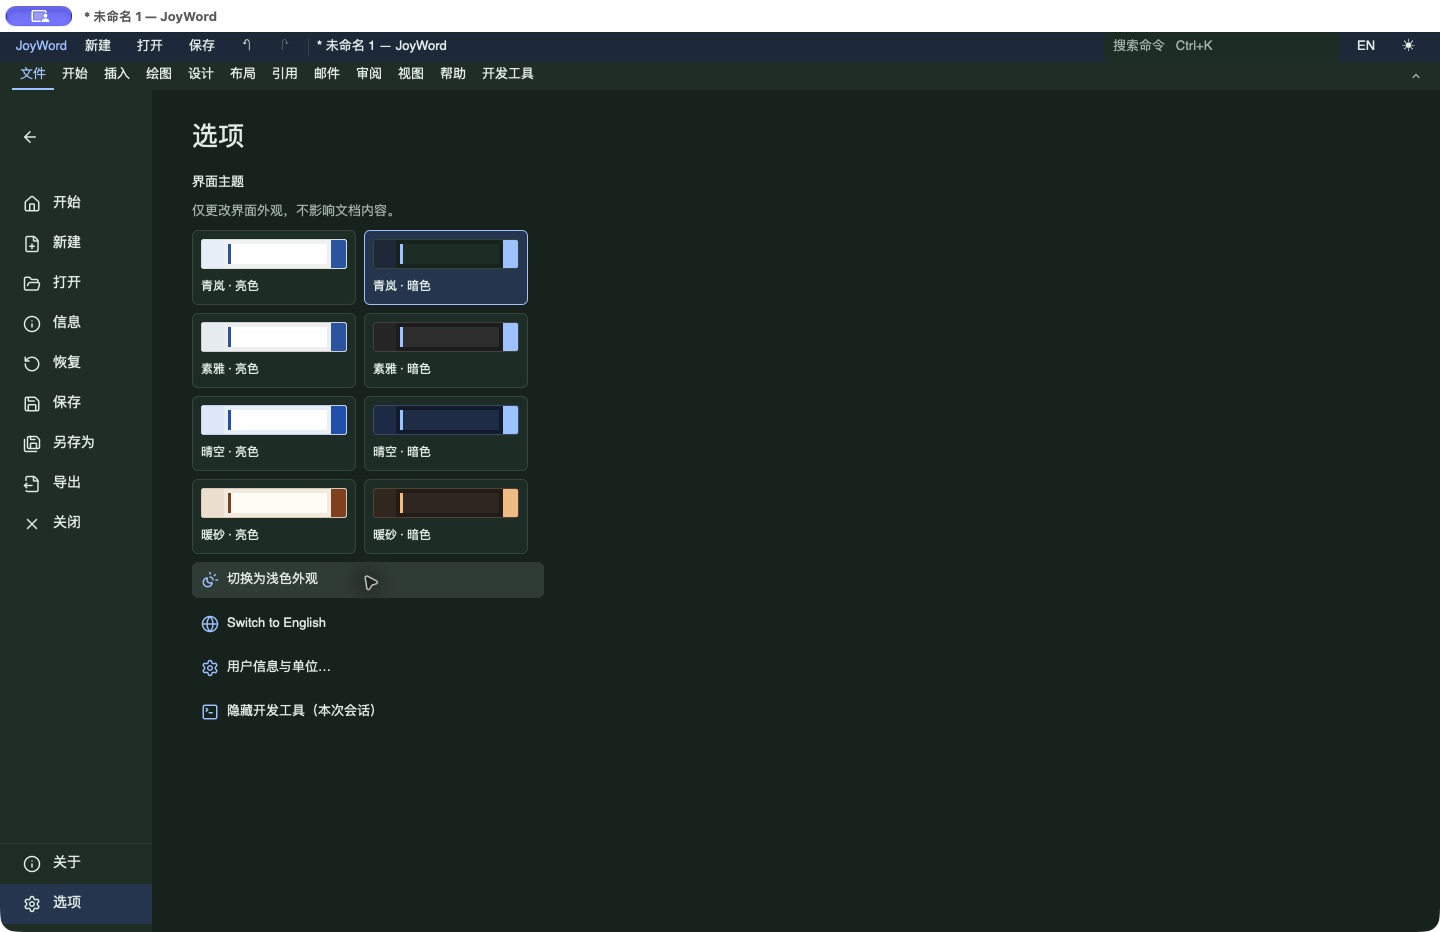 * 未命名 1 — JoyWord
JoyWord 新建 打开 保存 * 未命名 1 — JoyWord 搜索命令 Ctrl+K EN
文件 开始 插入 绘图 设计 布局 引用 邮件 审阅 视图 帮助 开发工具
开始
新建
打开
信息
恢复
保存
另存为
导出
关闭
关于
选项
选项
界面主题
仅更改界面外观，不影响文档内容。
青岚 · 亮色 青岚 · 暗色
素雅 · 亮色 素雅 · 暗色
晴空 · 亮色 晴空 · 暗色
暖砂 · 亮色 暖砂 · 暗色
切换为浅色外观
Switch to English
用户信息与单位...
隐藏开发工具（本次会话）